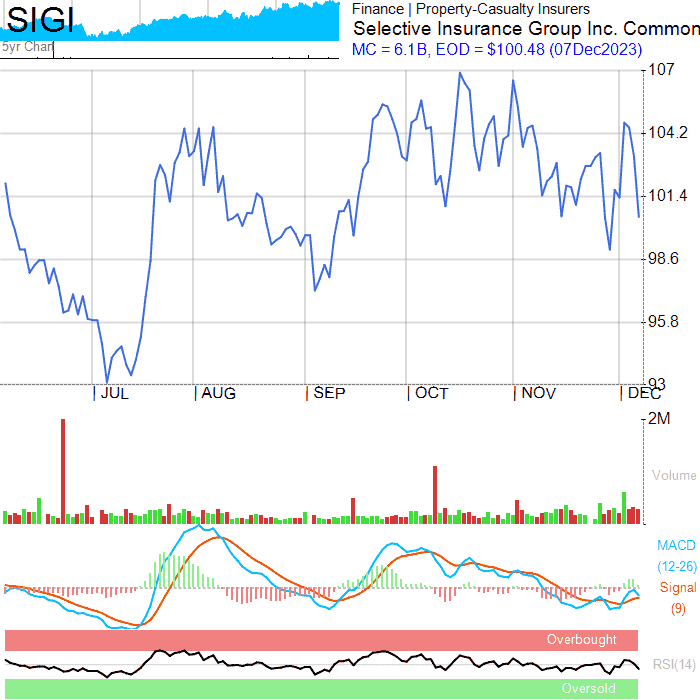 SIGI
5yr Chart
Finance | Property-Casualty Insurers
Selective Insurance Group Inc. Common
MC = 6.1B, EOD = $100.48 (07Dec2023)
107
104.2
101.4
98.6
95.8
93
JUL
AUG
SEP
OCT
NOV
DEC
2M
Volume
MACD
(12-26)
Signal
(9)
Overbought
RSI(14)
Oversold